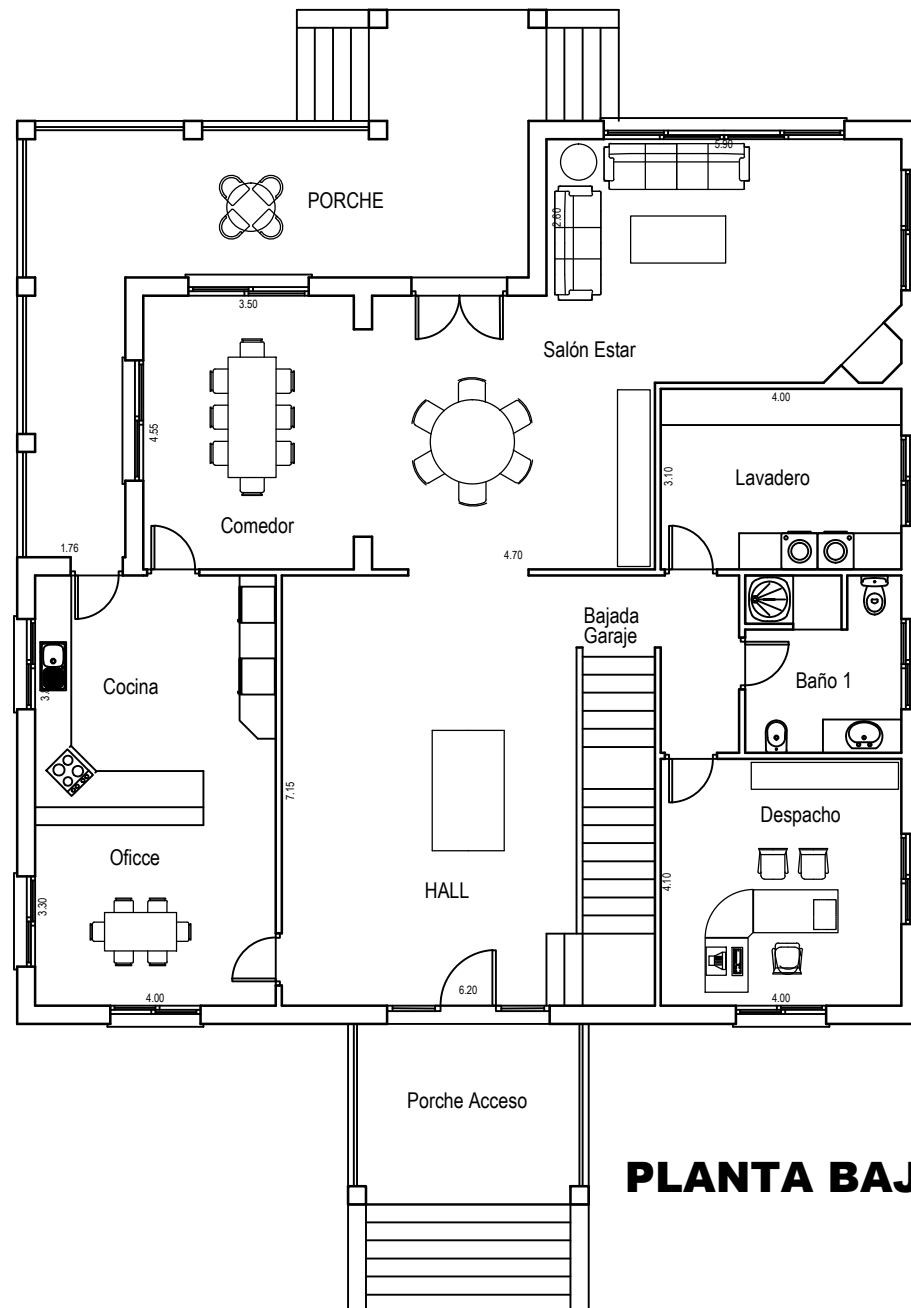 5.90
PORCHE
2.60
3.50
Salón Estar
4.00
4.55
3.10
Lavadero
Comedor
1.76
4.70
Bajada
Garaje
Cocina
Baño 1
7.15
Despacho
Oficce
4.10
HALL
3.30
4.00
6.20
4.00
Porche Acceso
PLANTA BAJ